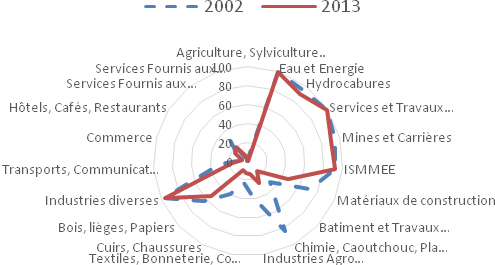 2002 2013
Agriculture, Sylviculture..
Services Fournis aux... Eau et Energie
Services Fournis aux... Hydrocabures
100
80
60
40
20
0
Hôtels, Cafés, Restaurants Services et Travaux...
Commerce Mines et Carrières
Transports, Communicat... ISMMEE
Industries diverses Matériaux de construction
Bois, lièges, Papiers Batiment et Travaux...
Cuirs, Chaussures Chimie, Caoutchouc, Pla...
Textiles, Bonneterie, Co... Industries Agro...